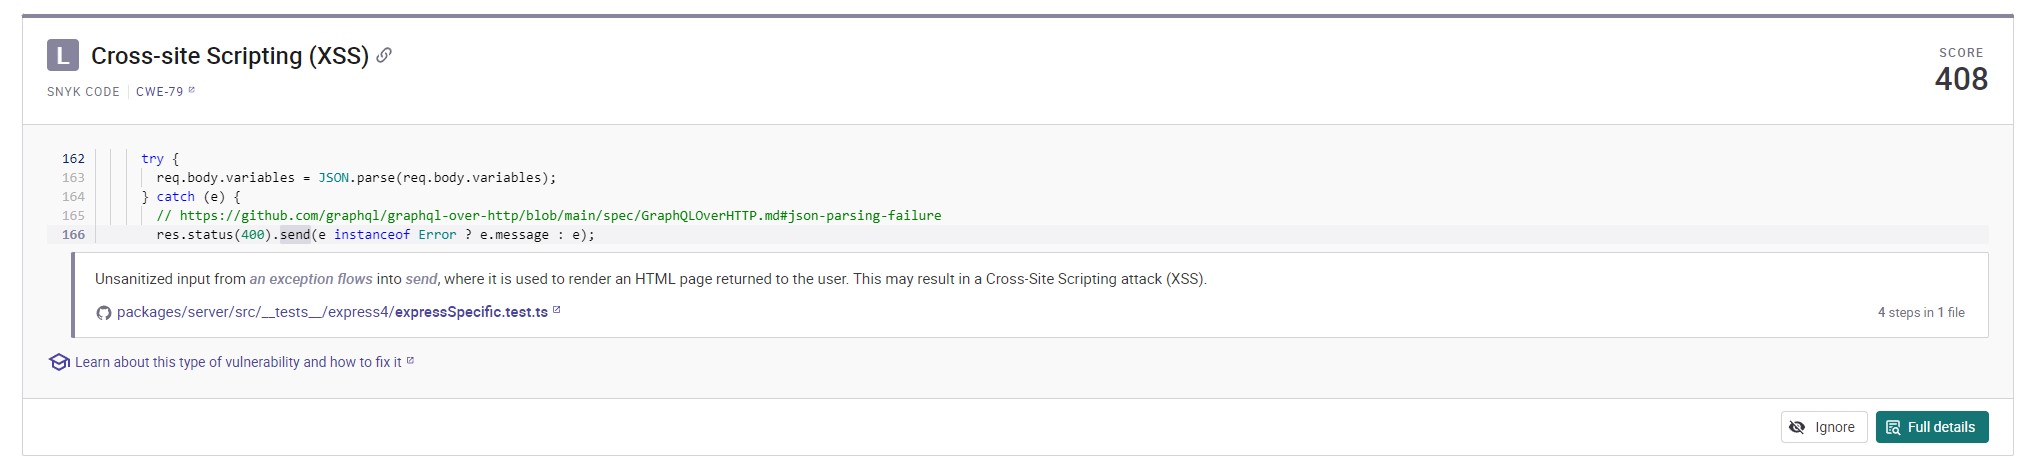 L Cross-site Scripting (XSS)
SCORE
408
SNYK CODE CWE-79
162 try {
163 req.body.variables = JSON.parse(req.body.variables);
164 } catch (e) {
165 // https://github.com/graphql/graphql-over-http/blob/main/spec/GraphQLOverHTTP.md#json-parsing-failure
166 res.status(400).send(e instanceof Error ? e.message : e);
Unsanitized input from an exception flows into send, where it is used to render an HTML page returned to the user. This may result in a Cross-Site Scripting attack (XSS).
packages/server/src/__tests__/express4/expressSpecific.test.ts 4 steps in 1 file
Learn about this type of vulnerability and how to fix it
Ignore Full details